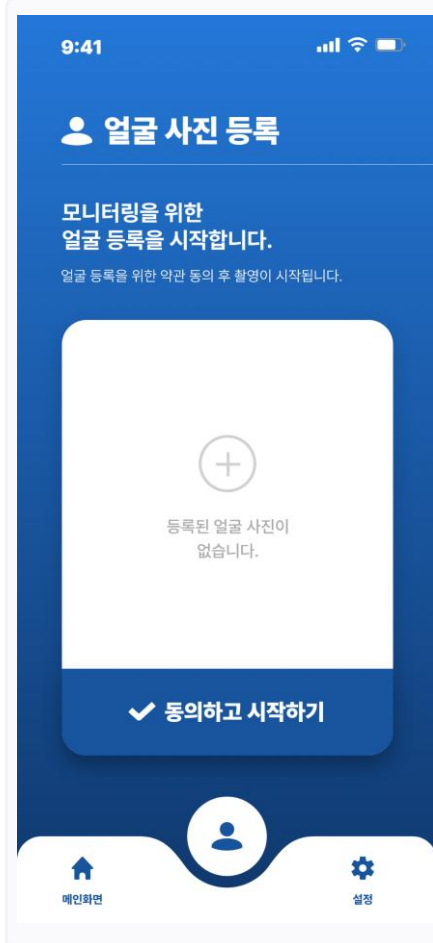 9:41
얼굴 사진 등록
모니터링을 위한
얼굴 등록을 시작합니다.
얼굴 등록을 위한 약관 동의 후 촬영이 시작됩니다.
등록된 얼굴 사진이
없습니다.
동의하고 시작하기
메인화면
설정